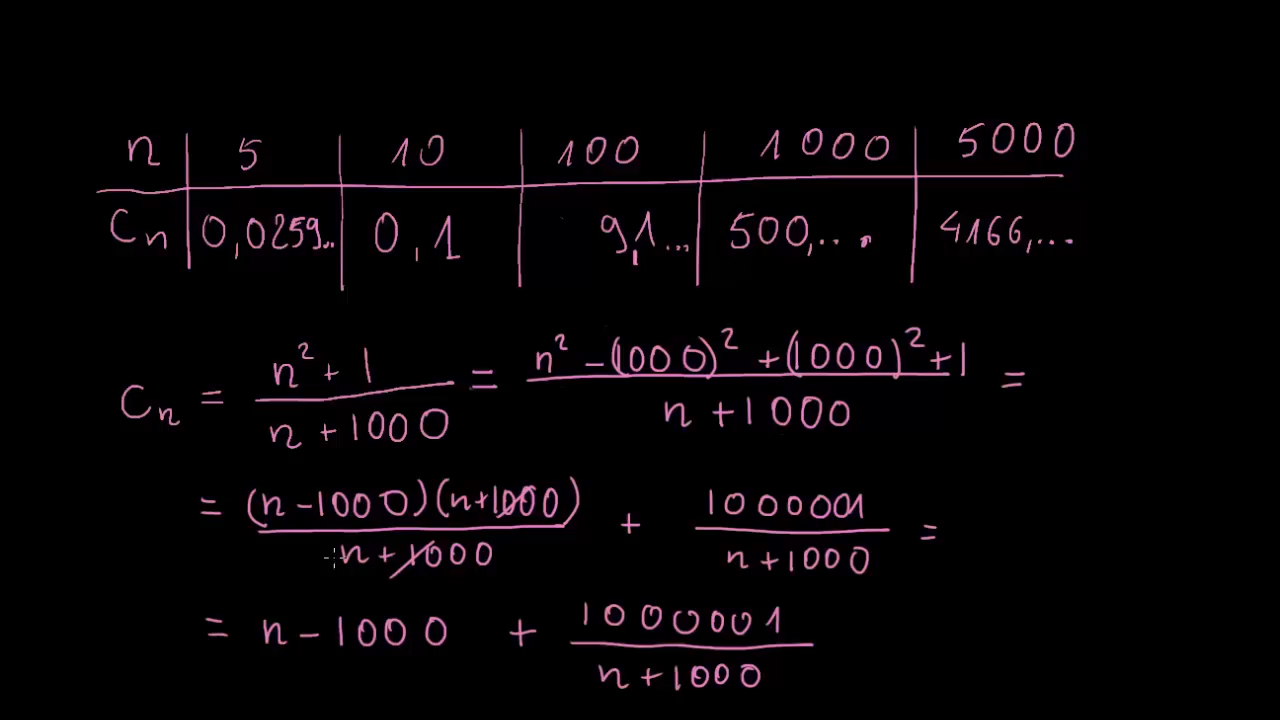 n | 5 | 10 | 100 | 1000 | 5000
Cn | 0,0259... | 0,1 | 9,1... | 500,... | 4166,...
Cn = (n² + 1)/(n + 1000) = (n² - (1000)² + (1000)² + 1)/(n + 1000) =
= (n - 1000)(n + 1000)/(n + 1000) + 1000001/(n + 1000) =
= n - 1000 + 1000001/(n + 1000)